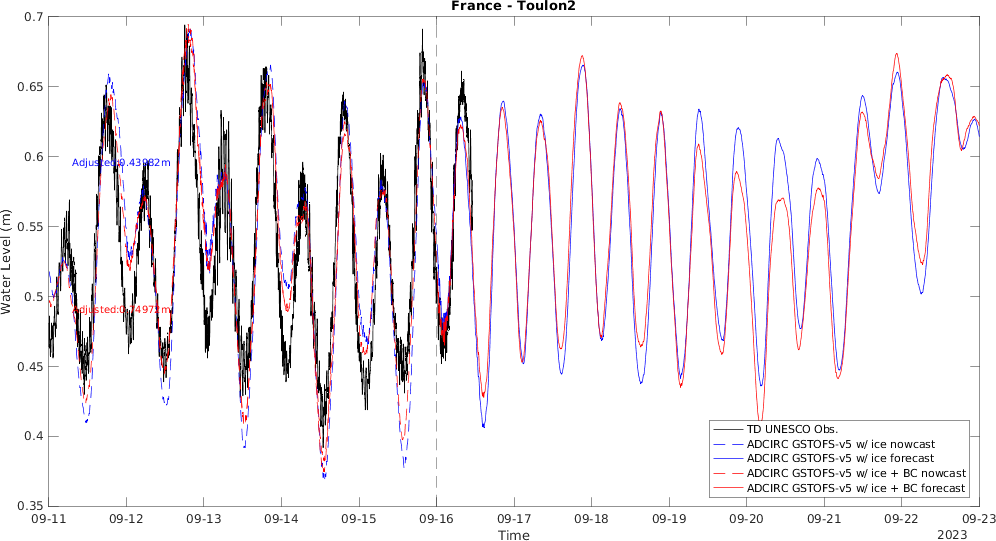 France - Toulon2
Water Level (m)
0.7
0.65
0.6
0.55
0.5
0.45
0.4
0.35
Adjusted:0.43982m
TD UNESCO Obs.
ADCIRC GSTOFS-v5 w/ ice nowcast
ADCIRC GSTOFS-v5 w/ ice forecast
ADCIRC GSTOFS-v5 w/ ice + BC nowcast
ADCIRC GSTOFS-v5 w/ ice + BC forecast
09-11 09-12 09-13 09-14 09-15 09-16 09-17 09-18 09-19 09-20 09-21 09-22 09-23
Time
2023